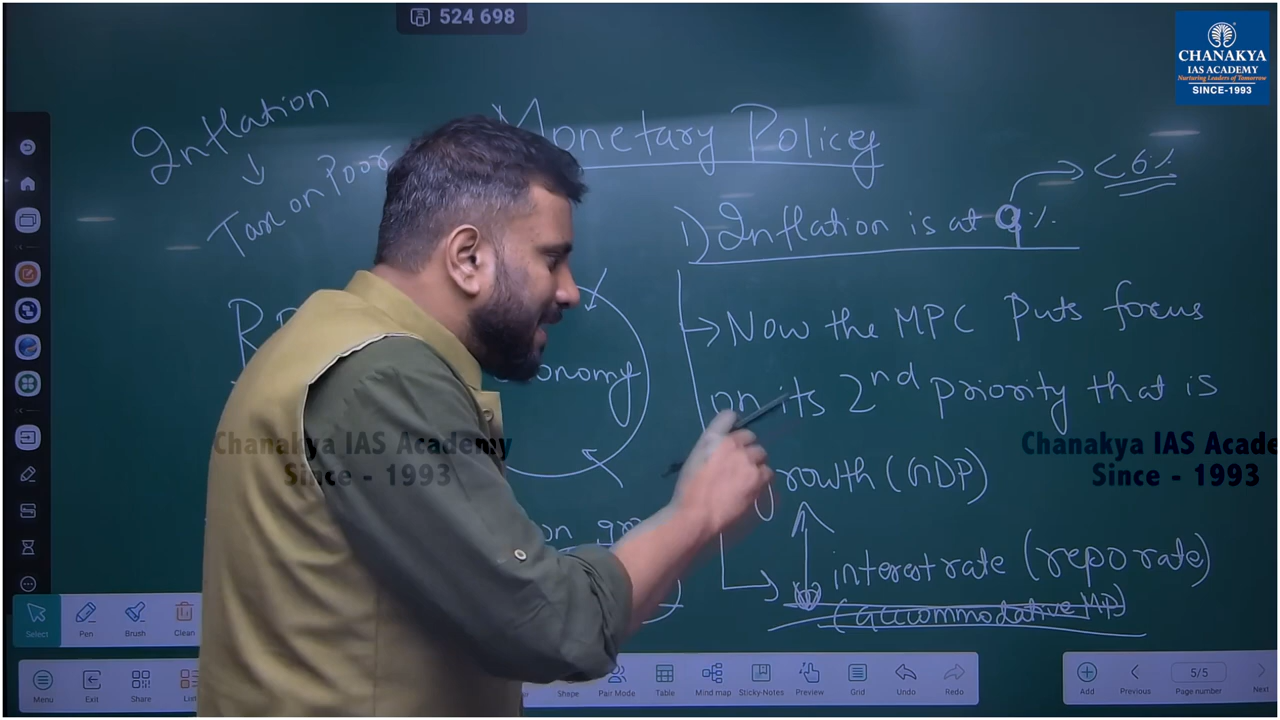 524 698
CHANAKYA
IAS ACADEMY
Nurturing Leaders of Tomorrow
SINCE-1993
Inflation
↓
Tax on Poor
Monetary Policy
1) Inflation is at 9%.
→ < 6%
→ Now the MPC Puts focus
on its 2nd Priority that is
growth (GDP)
interest rate (repo rate)
(accommodative MP)
onomy
on
Chanakya IAS Academy
Since - 1993
Chanakya IAS Acade
Since - 1993
Select
Pen
Brush
Clean
Menu
Exit
Share
Shape
Pair Mode
Table
Mind map
Sticky-Notes
Preview
Grid
Undo
Redo
Add
Previous
5/5
Page number
Next